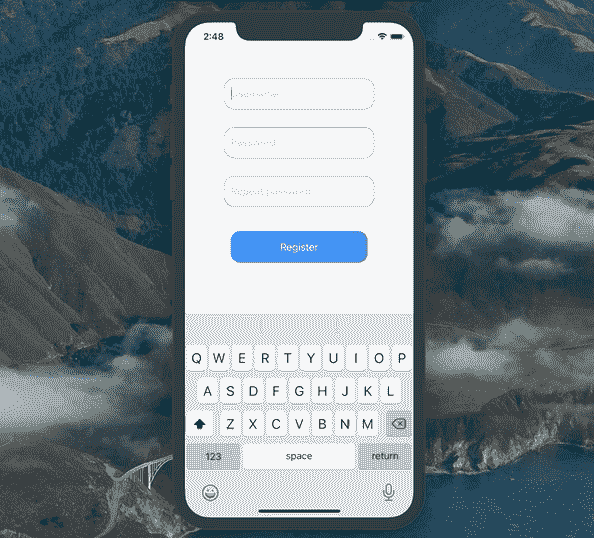 2:48
Username
Password
Repeat password
Register
Q W E R T Y U I O P
A S D F G H J K L
Z X C V B N M
123 space return